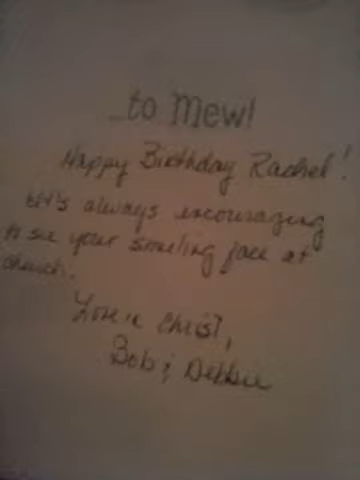 ...to Mew!
Happy Birthday Rachel!
It's always encouraging
to see your smiling face at
church.
Love in Christ,
Bob & Debbie